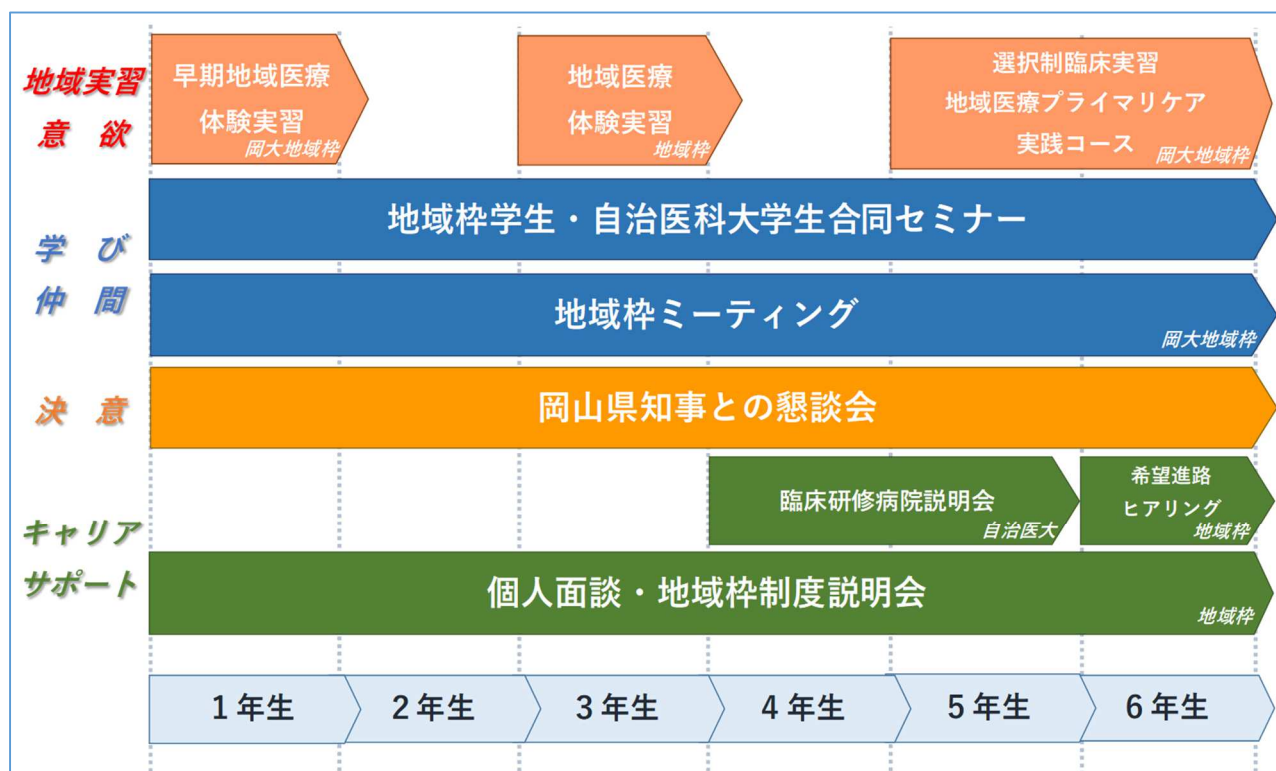 地域実習
意 欲
早期地域医療
体験実習
岡大地域枠
地域医療
体験実習
地域枠
選択制臨床実習
地域医療プライマリケア
実践コース
岡大地域枠
学 び
仲 間
地域枠学生・自治医科大学生合同セミナー
地域枠ミーティング
岡大地域枠
決 意
岡山県知事との懇談会
キャリア
サポート
臨床研修病院説明会
自治医大
希望進路
ヒアリング
地域枠
個人面談・地域枠制度説明会
地域枠
1年生
2年生
3年生
4年生
5年生
6年生